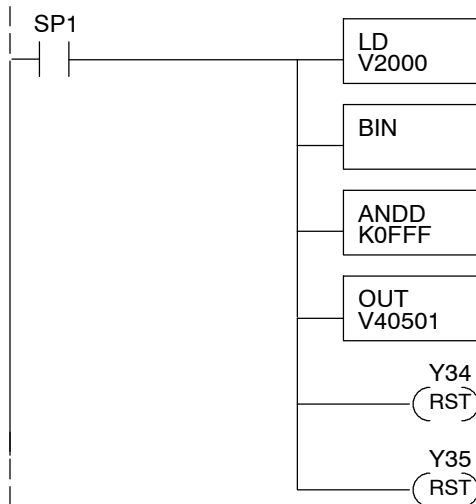 SP1
LD
V2000
BIN
ANDD
K0FFF
OUT
V40501
Y34
RST
Y35
RST